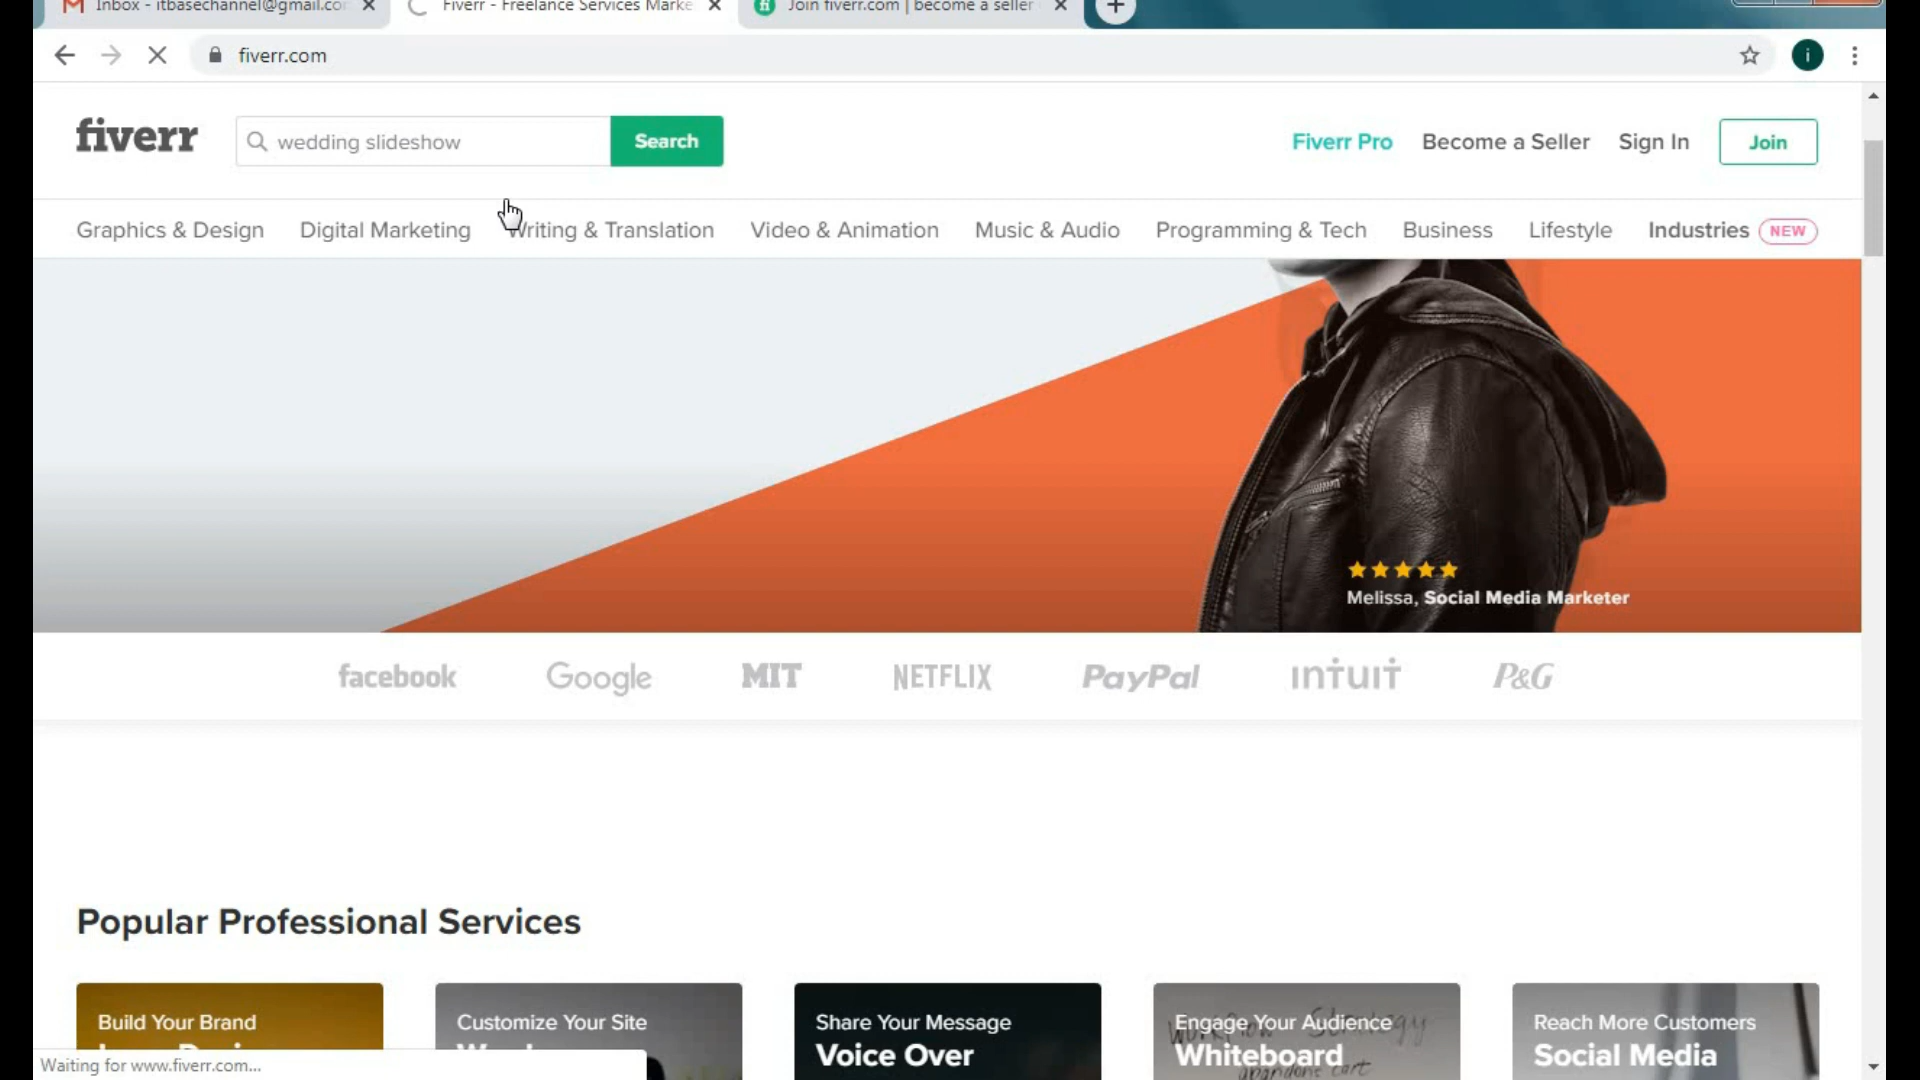 Inbox - itbasechannel@gmail.com
Fiverr - Freelance Services Marke
Join fiverr.com | become a seller
fiverr.com
i
fiverr
wedding slideshow
Search
Fiverr Pro
Become a Seller
Sign In
Join
Graphics & Design
Digital Marketing
Writing & Translation
Video & Animation
Music & Audio
Programming & Tech
Business
Lifestyle
Industries NEW
Melissa, Social Media Marketer
facebook
Google
MIT
NETFLIX
PayPal
intuit
P&G
Popular Professional Services
Build Your Brand
Customize Your Site
Share Your Message
Voice Over
Engage Your Audience
Whiteboard
Reach More Customers
Social Media
Waiting for www.fiverr.com...